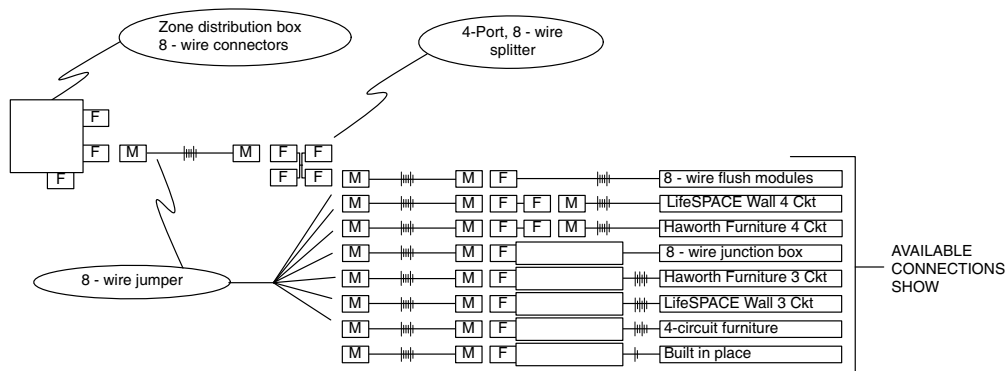 Zone distribution box
8 - wire connectors
4-Port, 8 - wire
splitter
F
F M M F F
F F F
M M F 8 - wire flush modules
M M F F M LifeSPACE Wall 4 Ckt
M M F F M Haworth Furniture 4 Ckt
M M F 8 - wire junction box
M M F Haworth Furniture 3 Ckt
M M F LifeSPACE Wall 3 Ckt
M M F 4-circuit furniture
M M F Built in place
8 - wire jumper
AVAILABLE
CONNECTIONS
SHOW